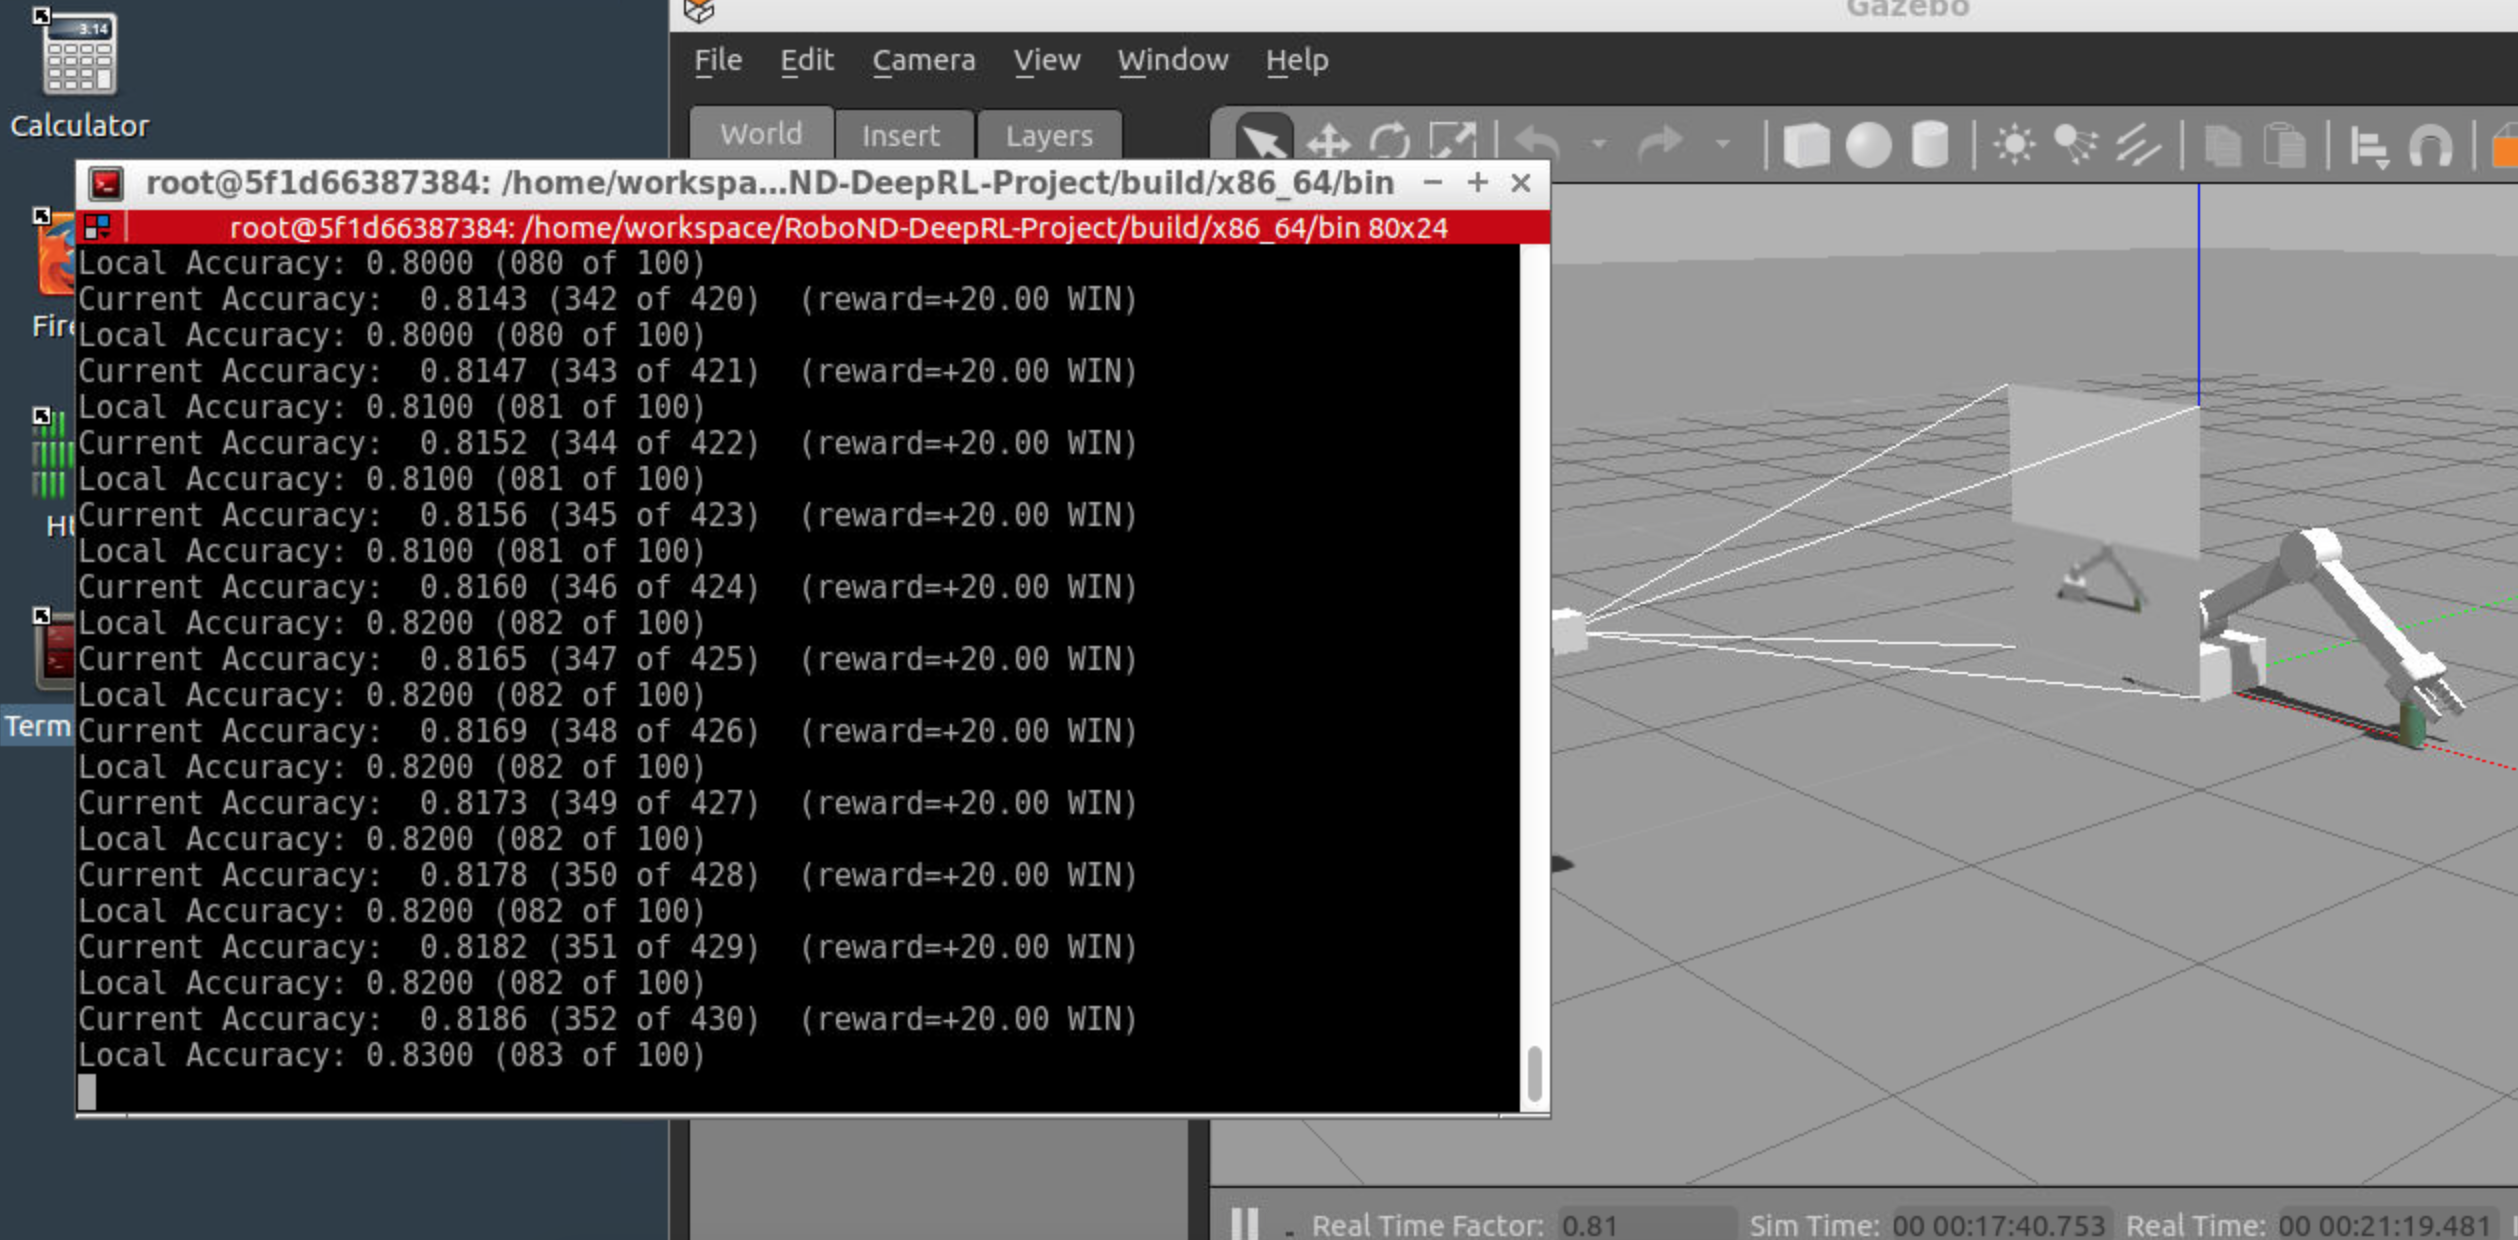 Gazebo
3.14
Calculator
File Edit Camera View Window Help
World Insert Layers
root@5f1d66387384: /home/workspa...ND-DeepRL-Project/build/x86_64/bin
root@5f1d66387384: /home/workspace/RoboND-DeepRL-Project/build/x86_64/bin 80x24
Local Accuracy: 0.8000 (080 of 100)
Current Accuracy:  0.8143 (342 of 420)  (reward=+20.00 WIN)
Local Accuracy: 0.8000 (080 of 100)
Current Accuracy:  0.8147 (343 of 421)  (reward=+20.00 WIN)
Local Accuracy: 0.8100 (081 of 100)
Current Accuracy:  0.8152 (344 of 422)  (reward=+20.00 WIN)
Local Accuracy: 0.8100 (081 of 100)
Current Accuracy:  0.8156 (345 of 423)  (reward=+20.00 WIN)
Local Accuracy: 0.8100 (081 of 100)
Current Accuracy:  0.8160 (346 of 424)  (reward=+20.00 WIN)
Local Accuracy: 0.8200 (082 of 100)
Current Accuracy:  0.8165 (347 of 425)  (reward=+20.00 WIN)
Local Accuracy: 0.8200 (082 of 100)
Current Accuracy:  0.8169 (348 of 426)  (reward=+20.00 WIN)
Local Accuracy: 0.8200 (082 of 100)
Current Accuracy:  0.8173 (349 of 427)  (reward=+20.00 WIN)
Local Accuracy: 0.8200 (082 of 100)
Current Accuracy:  0.8178 (350 of 428)  (reward=+20.00 WIN)
Local Accuracy: 0.8200 (082 of 100)
Current Accuracy:  0.8182 (351 of 429)  (reward=+20.00 WIN)
Local Accuracy: 0.8200 (082 of 100)
Current Accuracy:  0.8186 (352 of 430)  (reward=+20.00 WIN)
Local Accuracy: 0.8300 (083 of 100)
Fire
Ht
Term
Real Time Factor: 0.81 Sim Time: 00 00:17:40.753 Real Time: 00 00:21:19.481